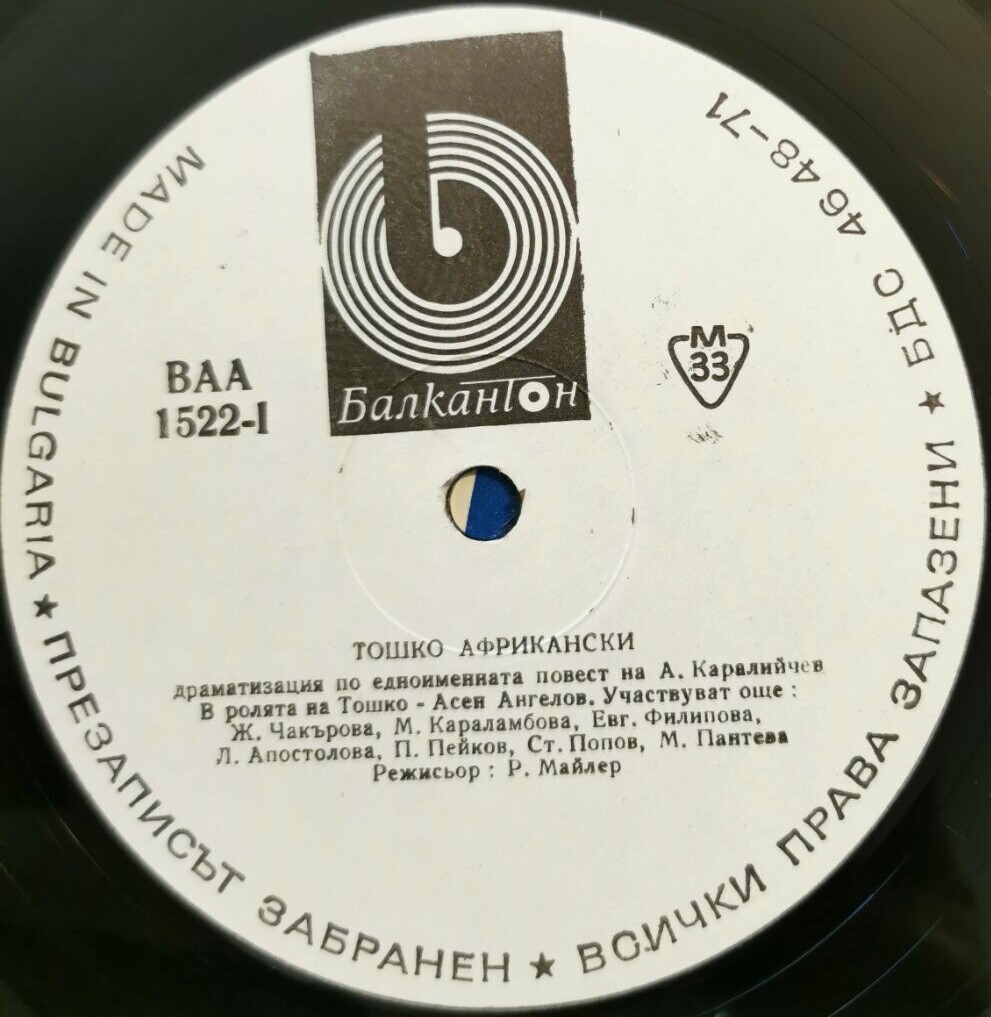 Балкантон
ВАА
1522-I
М
33
ТОШКО АФРИКАНСКИ
драматизация по едноименната повест на А. Каралийчев
В ролята на Тошко - Асен Ангелов. Участвуват още :
Ж. Чакърова, М. Караламбова, Евг. Филипова,
Л. Апостолова, П. Пейков, Ст. Попов, М. Пантева
Режисьор : Р. Майлер
MADE IN BULGARIA ★ ПРЕЗАПИСЪТ ЗАБРАНЕН ★ ВСИЧКИ ПРАВА ЗАПАЗЕНИ ★ БДС 4648-71